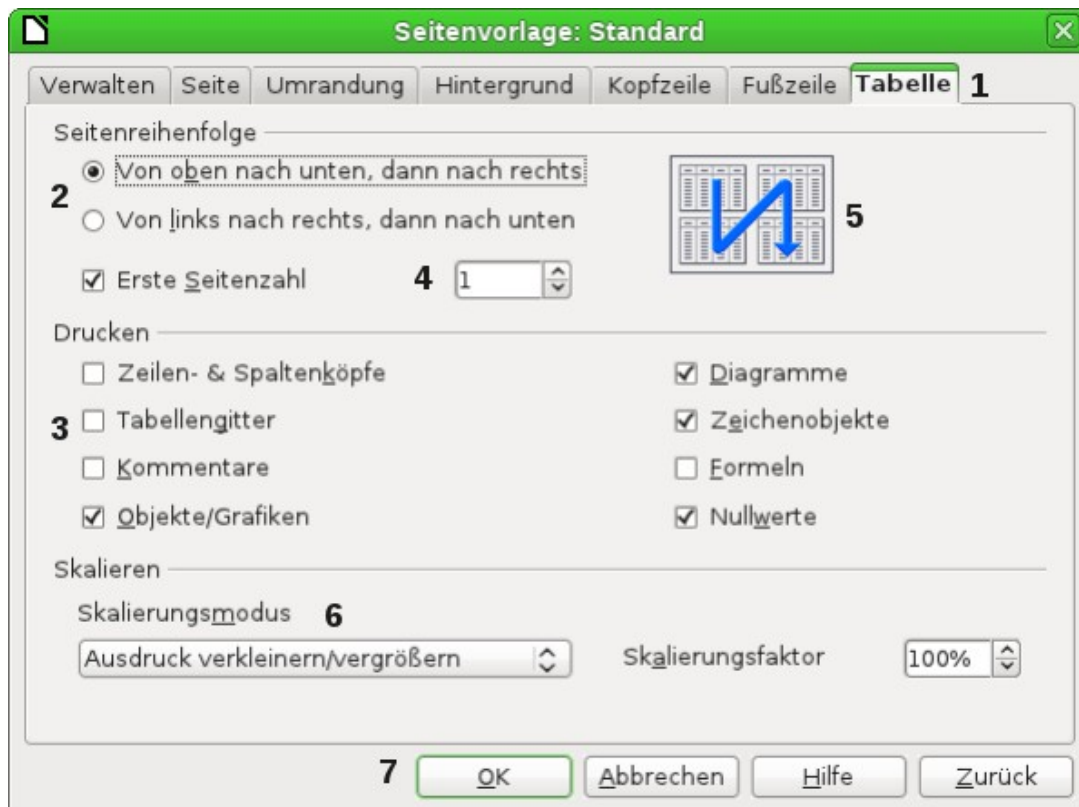 Seitenvorlage: Standard
Verwalten Seite Umrandung Hintergrund Kopfzeile Fußzeile Tabelle 1
Seitenreihenfolge
2 Von oben nach unten, dann nach rechts
Von links nach rechts, dann nach unten
5
Erste Seitenzahl 4 1
Drucken
Zeilen- & Spaltenköpfe Diagramme
3 Tabellengitter Zeichenobjekte
Kommentare Formeln
Objekte/Grafiken Nullwerte
Skalieren
Skalierungsmodus 6
Ausdruck verkleinern/vergrößern Skalierungsfaktor 100%
7 OK Abbrechen Hilfe Zurück